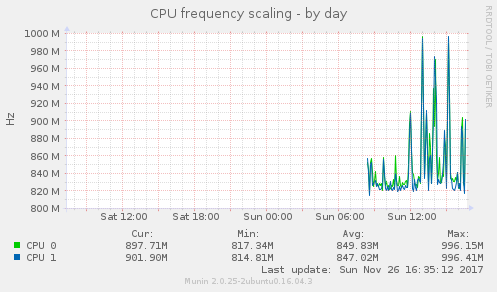 CPU frequency scaling - by day
RRDTOOL / TOBI OETIKER
Hz
1000 M
980 M
960 M
940 M
920 M
900 M
880 M
860 M
840 M
820 M
800 M
Sat 12:00 Sat 18:00 Sun 00:00 Sun 06:00 Sun 12:00
Cur: Min: Avg: Max:
CPU 0 897.71M 817.34M 849.83M 996.15M
CPU 1 901.90M 814.81M 847.02M 996.41M
Last update: Sun Nov 26 16:35:12 2017
Munin 2.0.25-2ubuntu0.16.04.3